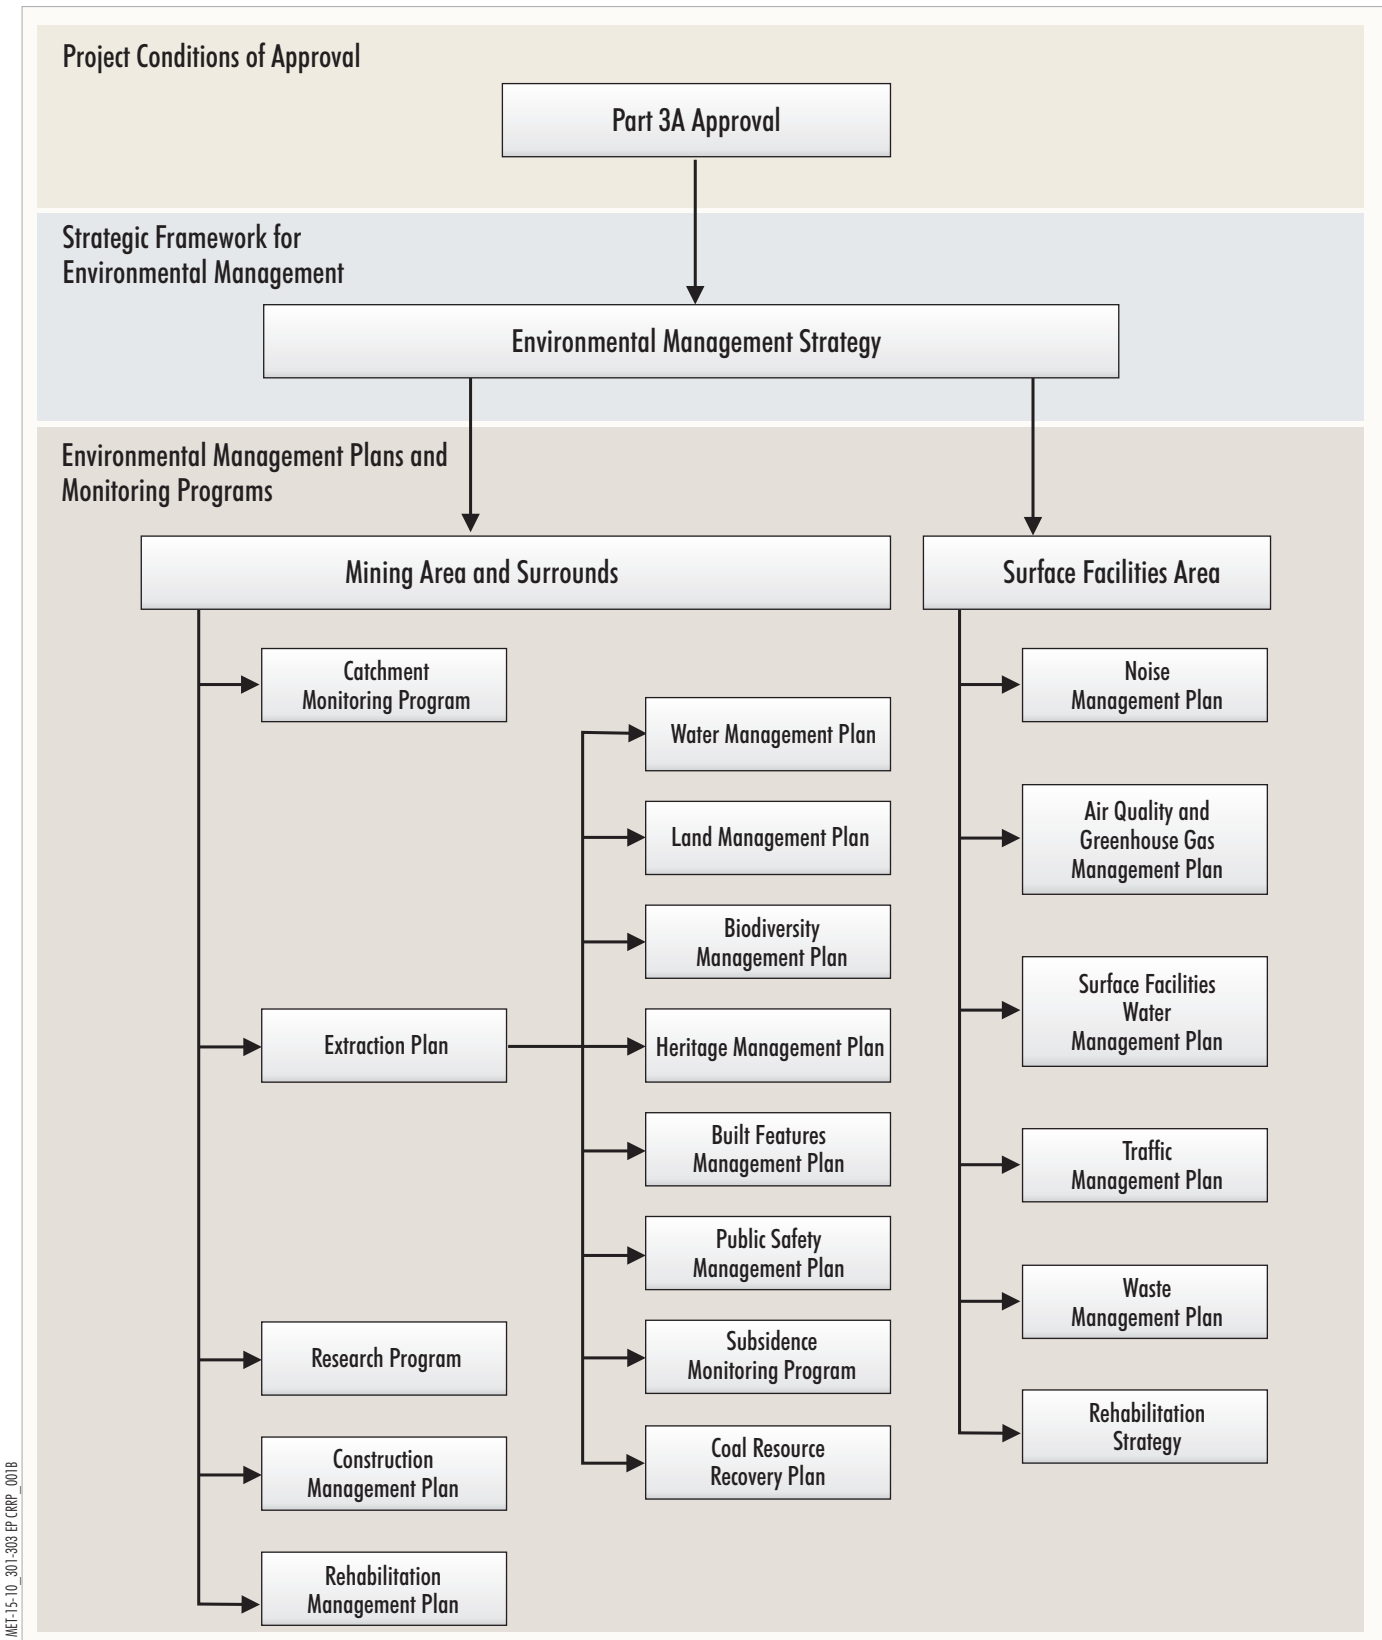 Project Conditions of Approval
Part 3A Approval
Strategic Framework for
Environmental Management
Environmental Management Strategy
Environmental Management Plans and
Monitoring Programs
Mining Area and Surrounds
Catchment
Monitoring Program
Extraction Plan
Research Program
Construction
Management Plan
Rehabilitation
Management Plan
Water Management Plan
Land Management Plan
Biodiversity
Management Plan
Heritage Management Plan
Built Features
Management Plan
Public Safety
Management Plan
Subsidence
Monitoring Program
Coal Resource
Recovery Plan
Surface Facilities Area
Noise
Management Plan
Air Quality and
Greenhouse Gas
Management Plan
Surface Facilities
Water
Management Plan
Traffic
Management Plan
Waste
Management Plan
Rehabilitation
Strategy
MET-15-10_301-303 EP CRRP_001B